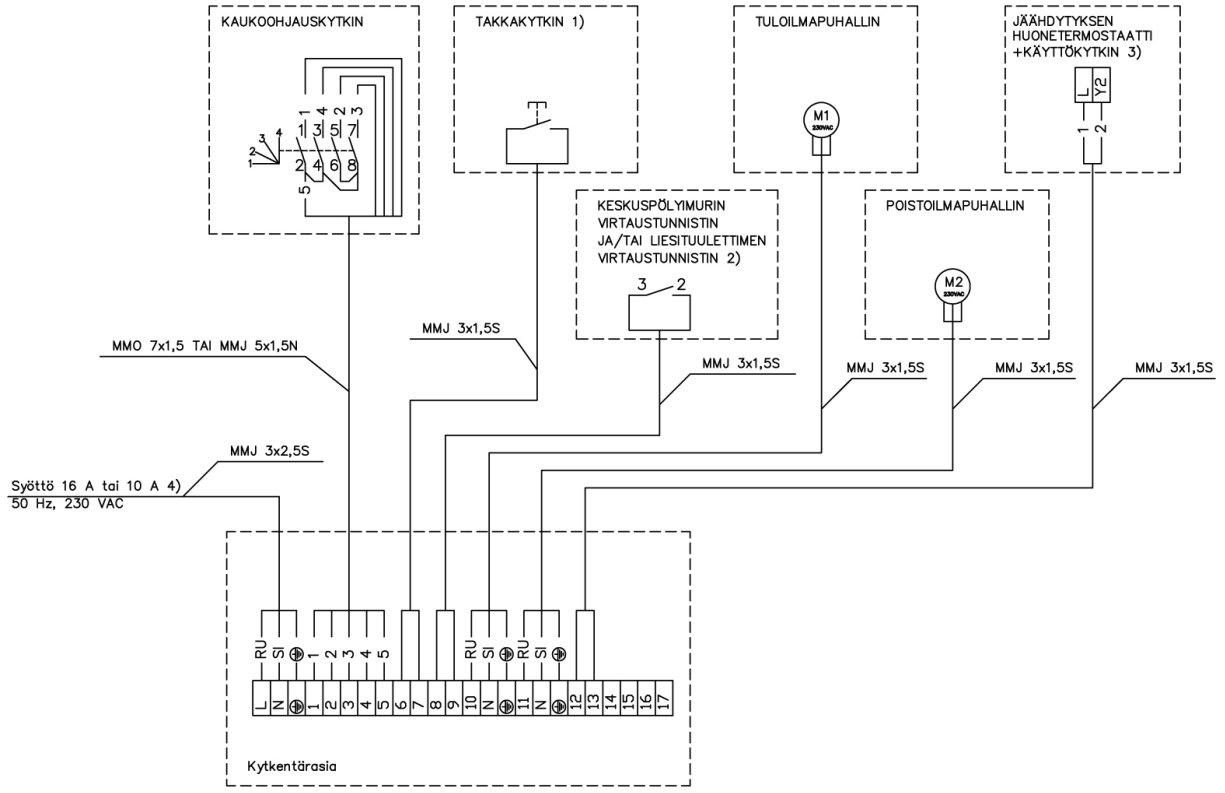 KAUKOOHJAUSKYTKIN
1 4 2 3
1 3 5 7
4
3
2
1
2 4 6 8
5
TAKKAKYTKIN 1)
TULOILMAPUHALLIN
M1
230VAC
JÄÄHDYTYKSEN
HUONETERMOSTAATTI
+KÄYTTÖKYTKIN 3)
L Y2
1 2
KESKUSPÖLYIMURIN
VIRTAUSTUNNISTIN
JA/TAI LIESITUULETTIMEN
VIRTAUSTUNNISTIN 2)
3 2
POISTOILMAPUHALLIN
M2
230VAC
MMO 7x1,5 TAI MMJ 5x1,5N
MMJ 3x1,5S
MMJ 3x1,5S
MMJ 3x1,5S
MMJ 3x1,5S
MMJ 3x1,5S
MMJ 3x2,5S
Syöttö 16 A tai 10 A 4)
50 Hz, 230 VAC
RU SI 1 2 3 4 5 RU SI RU SI
L N 1 2 3 4 5 6 7 8 9 10 N 11 N 12 13 14 15 16 17
Kytkentärasia